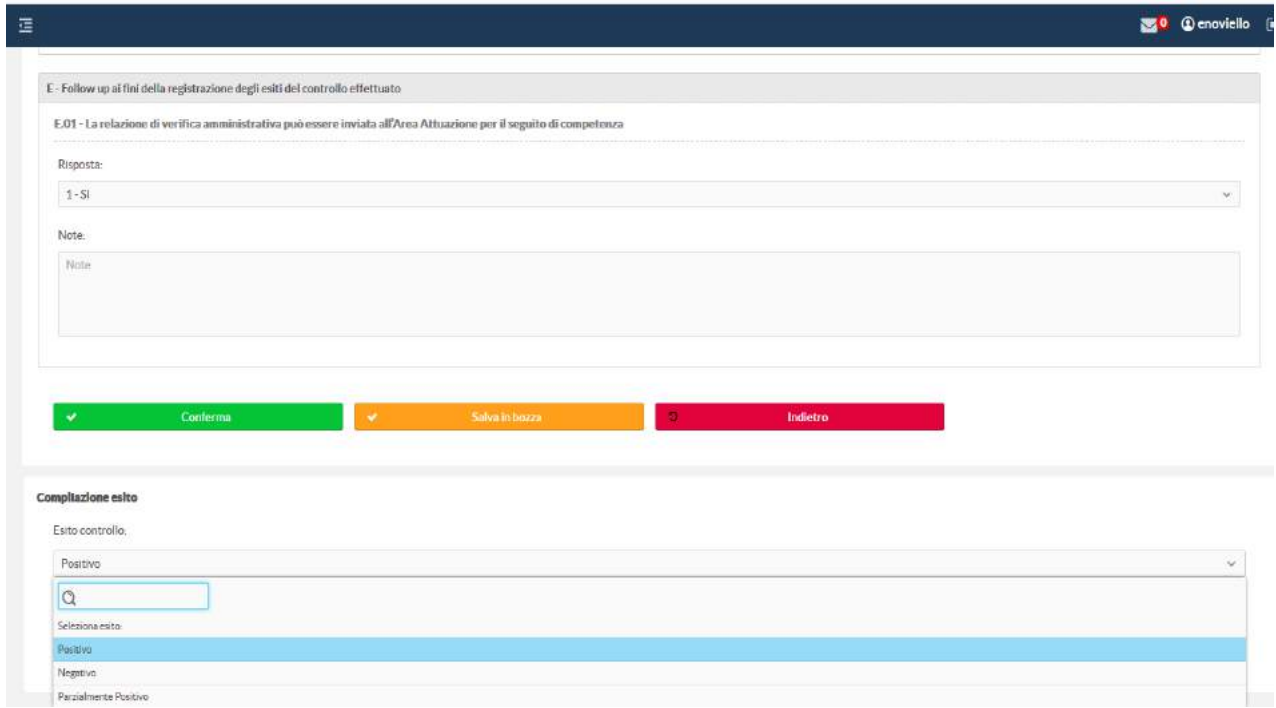 0 enoviello
E - Follow up ai fini della registrazione degli esiti del controllo effettuato
E.01 - La relazione di verifica amministrativa può essere inviata all'Area Attuazione per il seguito di competenza
Risposta:
1 - Si
Note:
Note
Conferma Salva in bozza Indietro
Compilazione esito
Esito controllo:
Positivo
Seleziona esito
Positivo
Negativo
Parzialmente Positivo